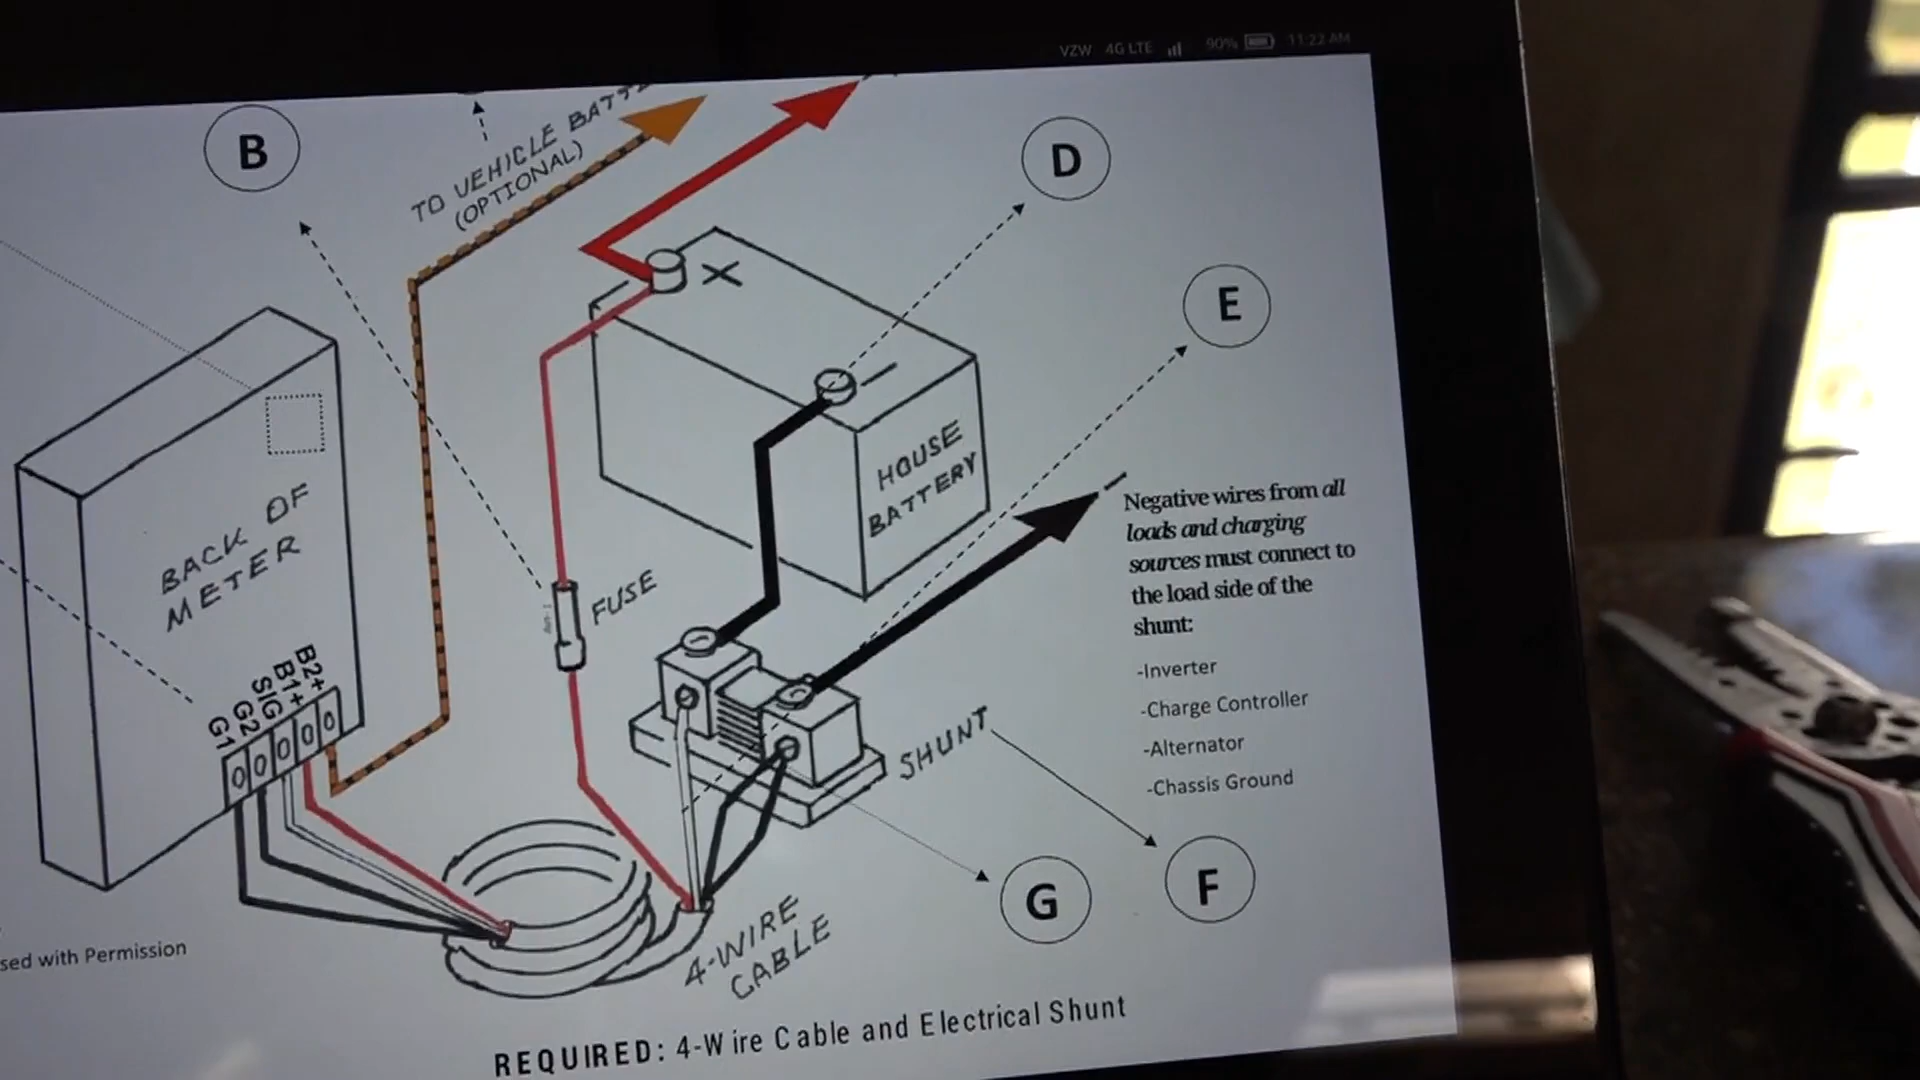 VZW 4G LTE 90% 11:22 AM
B
TO VEHICLE
(OPTIONAL)
D
E
X
HOUSE
BATTERY
BACK OF
METER
FUSE
B2+
B1+
SIG
G2
G1
SHUNT
Negative wires from all
loads and charging
sources must connect to
the load side of the
shunt:
-Inverter
-Charge Controller
-Alternator
-Chassis Ground
G
F
4-WIRE
CABLE
with Permission
REQUIRED: 4-Wire Cable and Electrical Shunt